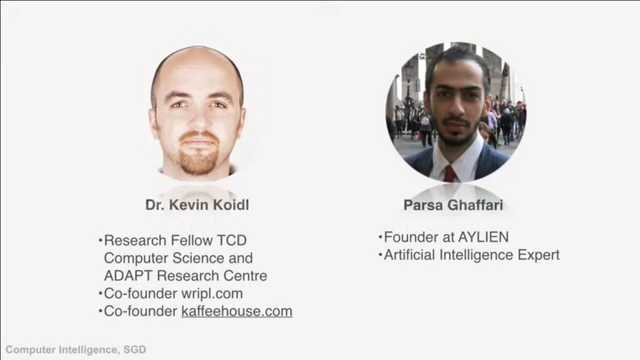 Dr. Kevin Koidl
•Research Fellow TCD
Computer Science and
ADAPT Research Centre
•Co-founder wripl.com
•Co-founder kaffeehouse.com
Parsa Ghaffari
•Founder at AYLIEN
•Artificial Intelligence Expert
Computer Intelligence, SGD